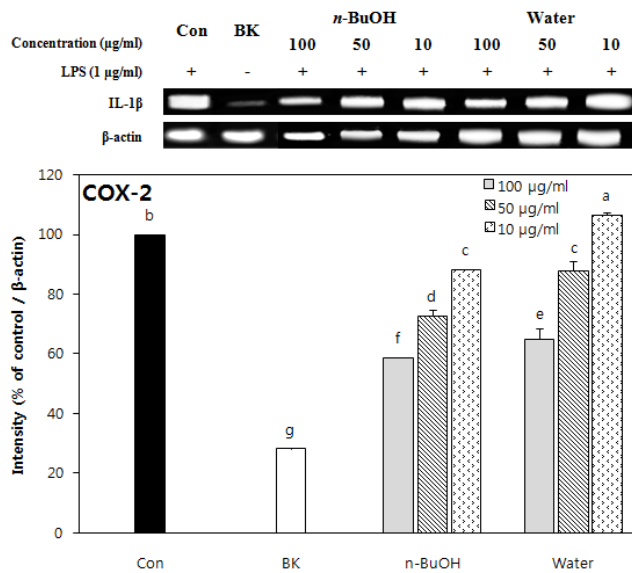 n-BuOH Water
Con BK
Concentration (μg/ml) 100 50 10 100 50 10
LPS (1 μg/ml) + - + + + + + +
IL-1β
β-actin
COX-2
100 μg/ml
50 μg/ml
10 μg/ml
Intensity (% of control / β-actin)
120
100
80
60
40
20
0
b
g
f d c
e c a
Con BK n-BuOH Water